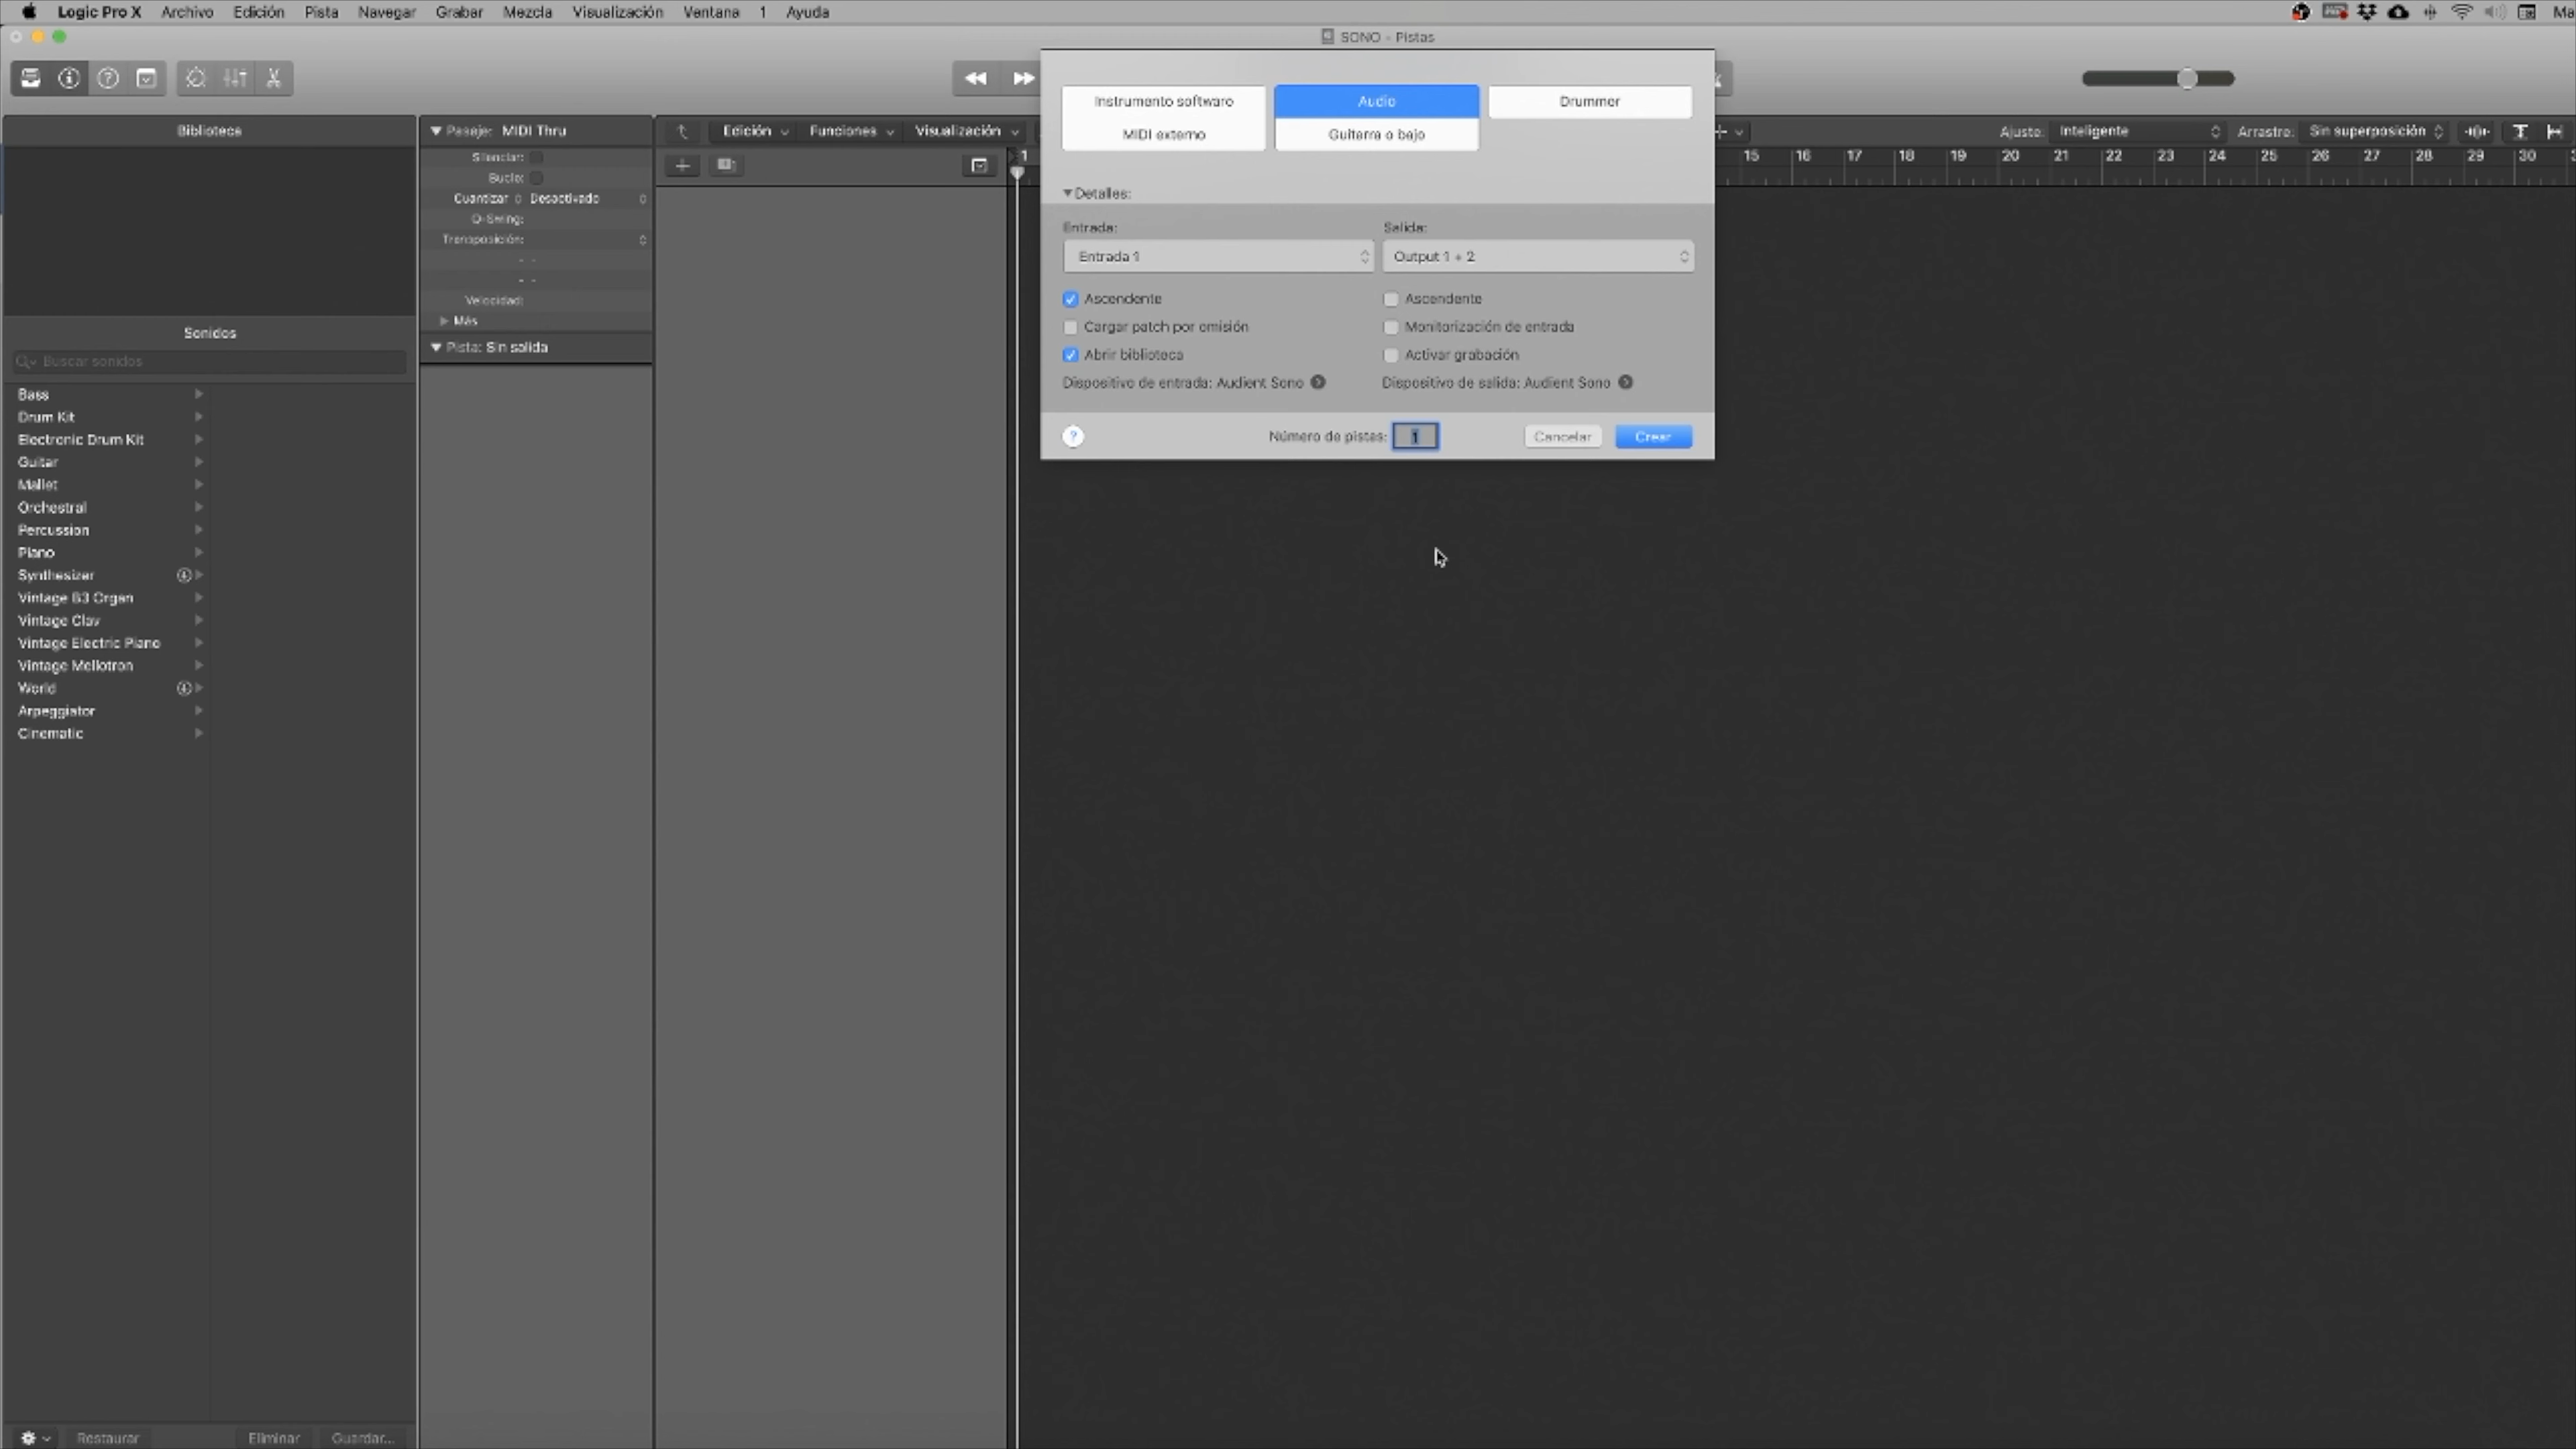 Logic Pro X Archivo Edición Pista Navegar Grabar Mezcla Visualización Ventana 1 Ayuda
SONO - Pistas
Biblioteca
Sonidos
Buscar sonidos
Bass
Drum Kit
Electronic Drum Kit
Guitar
Mallet
Orchestral
Percussion
Piano
Synthesizer
Vintage B3 Organ
Vintage Clav
Vintage Electric Piano
Vintage Mellotron
World
Arpeggiator
Cinematic
Restaurar Eliminar Guardar...
Pasaje: MIDI Thru
Silenciar:
Bucle:
Cuantizar Desactivado
Q-Swing:
Transposición:
Velocidad:
Más
Pista: Sin salida
Edición Funciones Visualización
1
Instrumento software Audio Drummer
MIDI externo Guitarra o bajo
Detalles:
Entrada: Salida:
Entrada 1 Output 1 + 2
Ascendente Ascendente
Cargar patch por omisión Monitorización de entrada
Abrir biblioteca Activar grabación
Dispositivo de entrada: Audient Sono Dispositivo de salida: Audient Sono
? Número de pistas: 1 Cancelar Crear
Ajuste: Inteligente Arrastre: Sin superposición
15 16 17 18 19 20 21 22 23 24 25 26 27 28 29 30